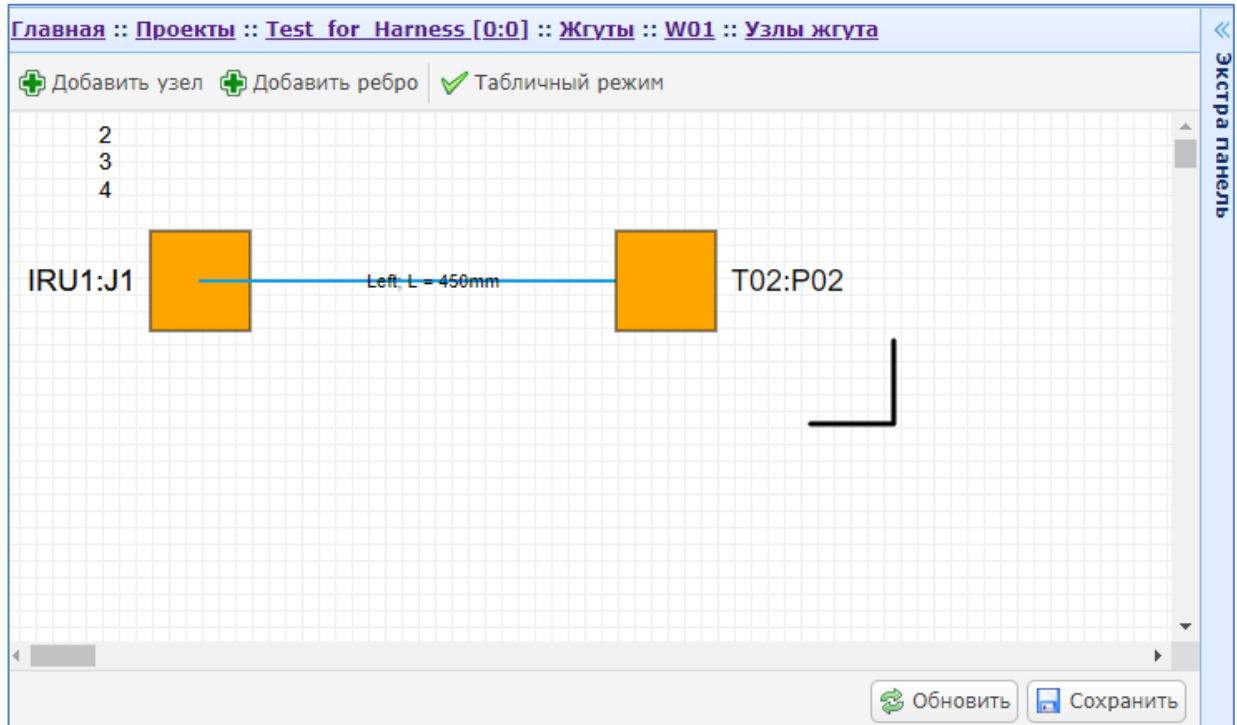 Главная :: Проекты :: Test_for_Harness [0:0] :: Жгуты :: W01 :: Узлы жгута
Добавить узел Добавить ребро Табличный режим
2
3
4
IRU1:J1 Left; L = 450mm T02:P02
Обновить Сохранить
Экстра панель